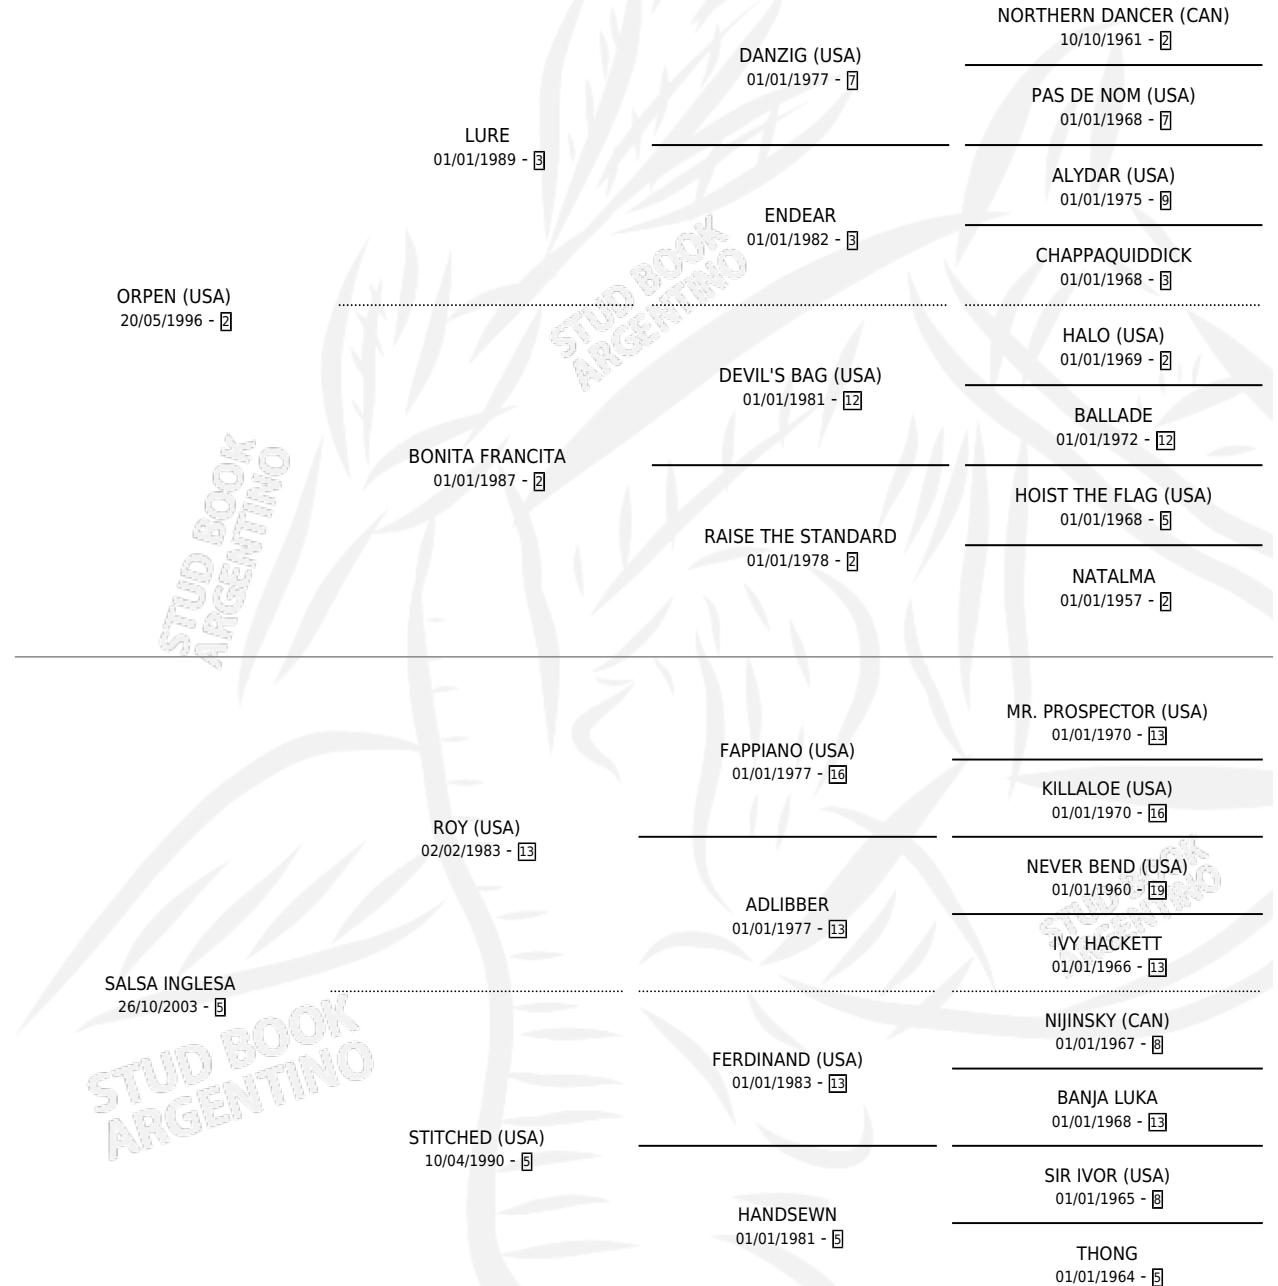 NORTHERN DANCER (CAN)
10/10/1961 - 2
DANZIG (USA)
01/01/1977 - 7
PAS DE NOM (USA)
01/01/1968 - 7
LURE
01/01/1989 - 3
ALYDAR (USA)
01/01/1975 - 9
ENDEAR
01/01/1982 - 3
CHAPPAQUIDDICK
01/01/1968 - 3
ORPEN (USA)
20/05/1996 - 2
HALO (USA)
01/01/1969 - 2
DEVIL'S BAG (USA)
01/01/1981 - 12
BALLADE
01/01/1972 - 12
BONITA FRANCITA
01/01/1987 - 2
HOIST THE FLAG (USA)
01/01/1968 - 5
RAISE THE STANDARD
01/01/1978 - 2
NATALMA
01/01/1957 - 2
MR. PROSPECTOR (USA)
01/01/1970 - 13
FAPPIANO (USA)
01/01/1977 - 16
KILLALOE (USA)
01/01/1970 - 16
ROY (USA)
02/02/1983 - 13
NEVER BEND (USA)
01/01/1960 - 19
ADLIBBER
01/01/1977 - 13
IVY HACKETT
01/01/1966 - 13
SALSA INGLESA
26/10/2003 - 5
NIJINSKY (CAN)
01/01/1967 - 8
FERDINAND (USA)
01/01/1983 - 13
BANJA LUKA
01/01/1968 - 13
STITCHED (USA)
10/04/1990 - 5
SIR IVOR (USA)
01/01/1965 - 8
HANDSEWN
01/01/1981 - 5
THONG
01/01/1964 - 5
STUD BOOK
ARGENTINO
STUD BOOK
ARGENTINO
STUD BOOK
ARGENTINO
STUD BOOK
ARGENTINO